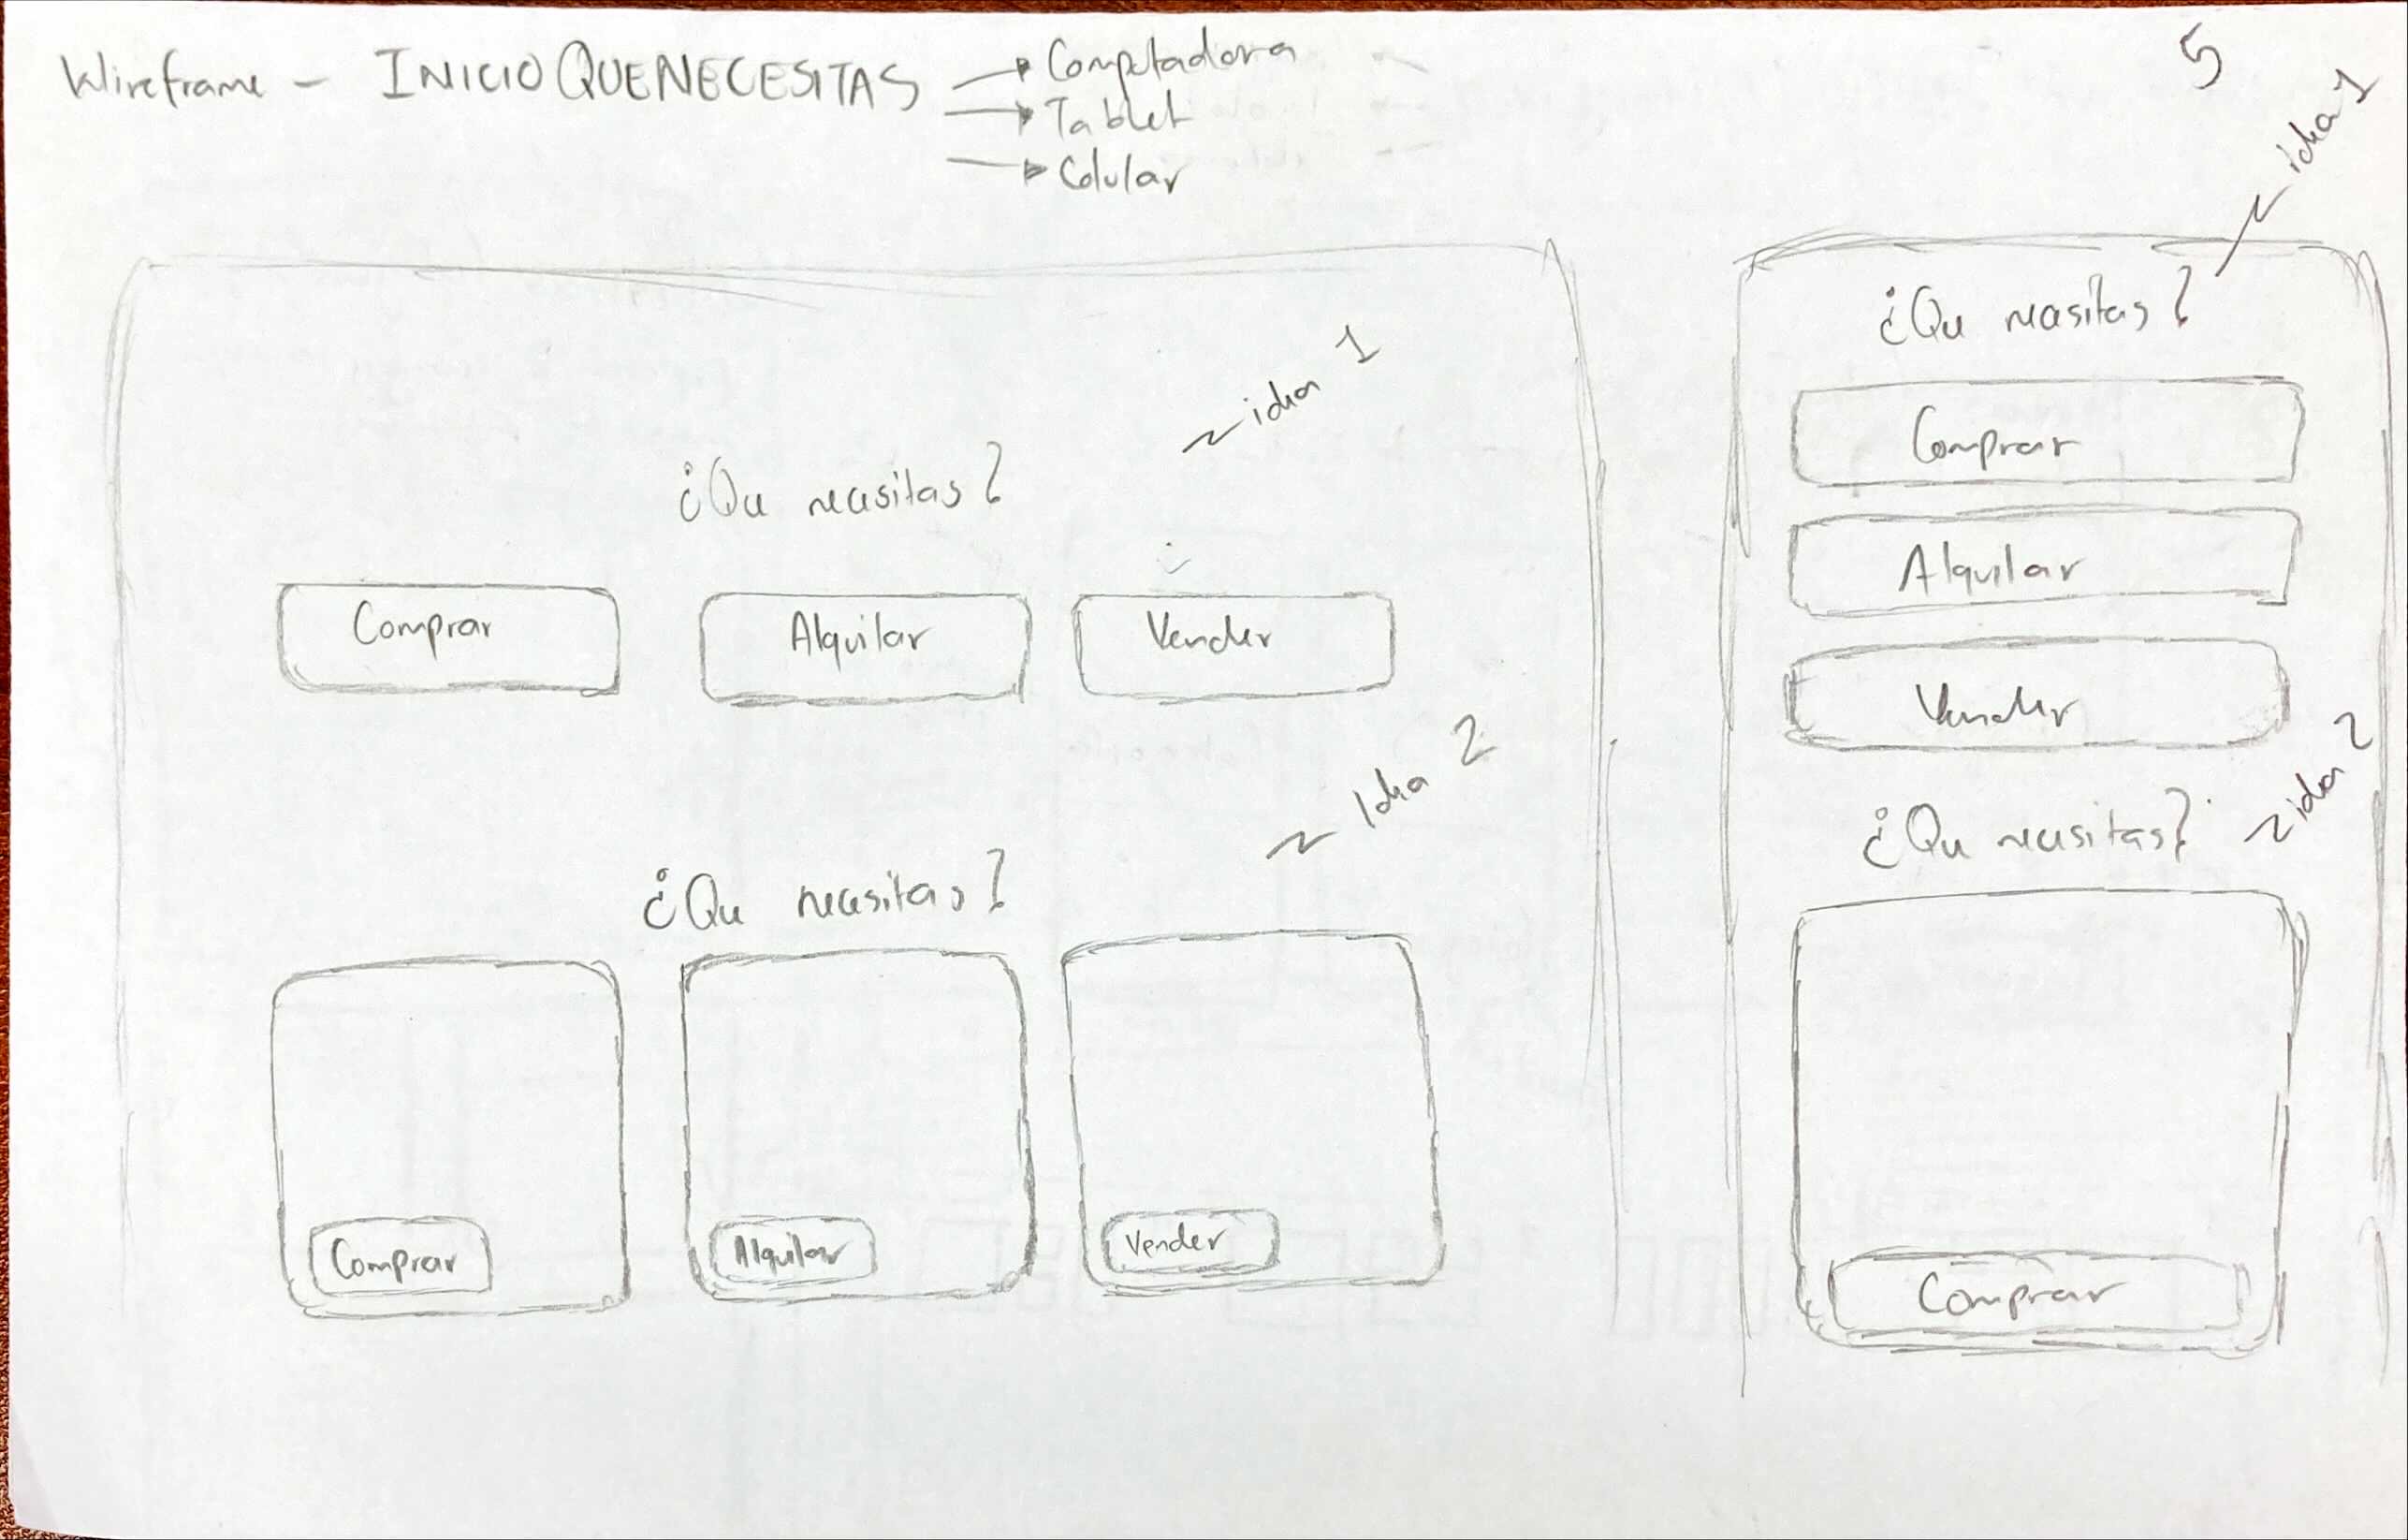 Wireframe - INICIO QUENECESITAS
Computadora
Tablet
Celular
5
idea 1
¿Que necesitas?
Comprar Alquilar Vender
Idea 2
¿Que necesitas?
Comprar Alquilar Vender
idea 1
¿Que necesitas?
Comprar
Alquilar
Vender
idea 2
¿Que necesitas?
Comprar